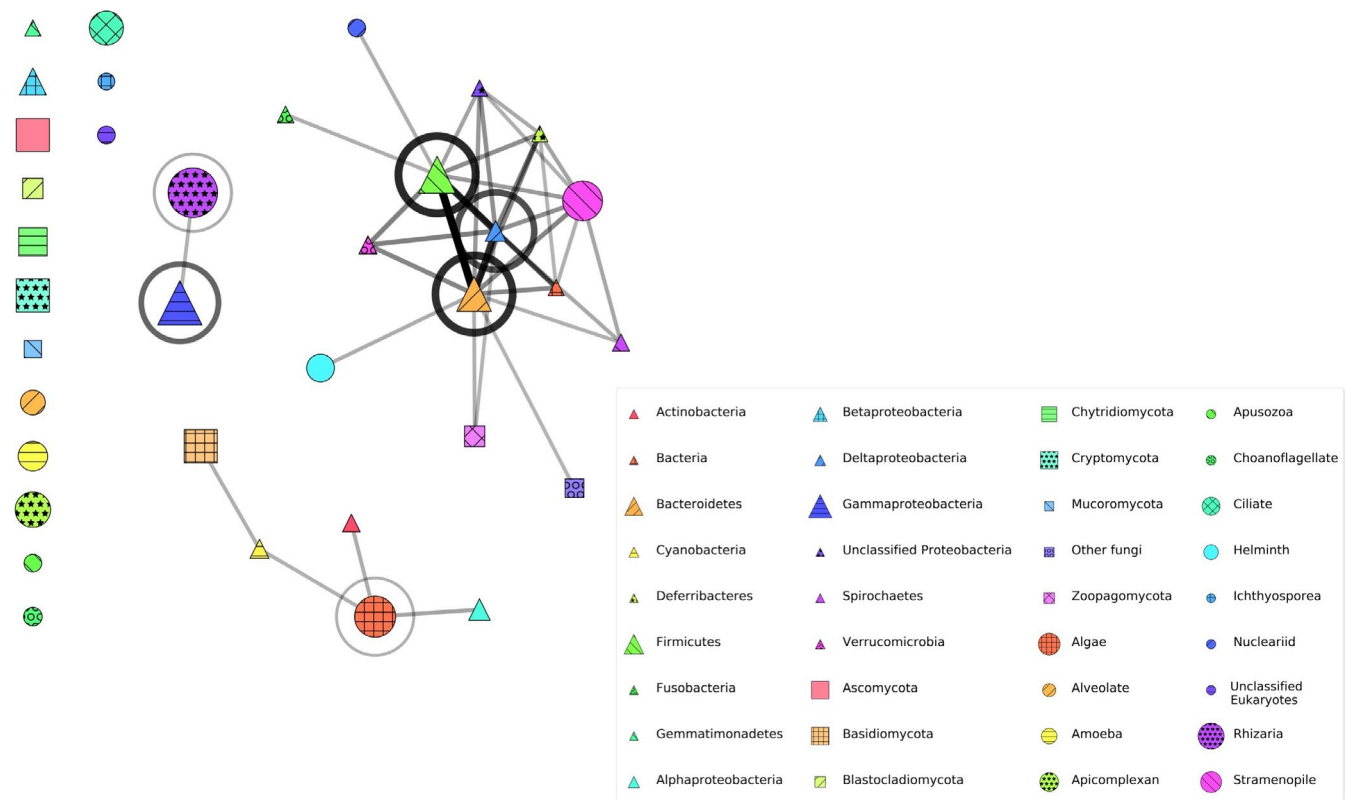 Actinobacteria
Bacteria
Bacteroidetes
Cyanobacteria
Deferribacteres
Firmicutes
Fusobacteria
Gemmatimonadetes
Alphaproteobacteria
Betaproteobacteria
Deltaproteobacteria
Gammaproteobacteria
Unclassified Proteobacteria
Spirochaetes
Verrucomicrobia
Ascomycota
Basidiomycota
Blastocladiomycota
Chytridiomycota
Cryptomycota
Mucoromycota
Other fungi
Zoopagomycota
Algae
Alveolate
Amoeba
Apicomplexan
Apusozoa
Choanoflagellate
Ciliate
Helminth
Ichthyosporea
Nucleariid
Unclassified
Eukaryotes
Rhizaria
Stramenopile